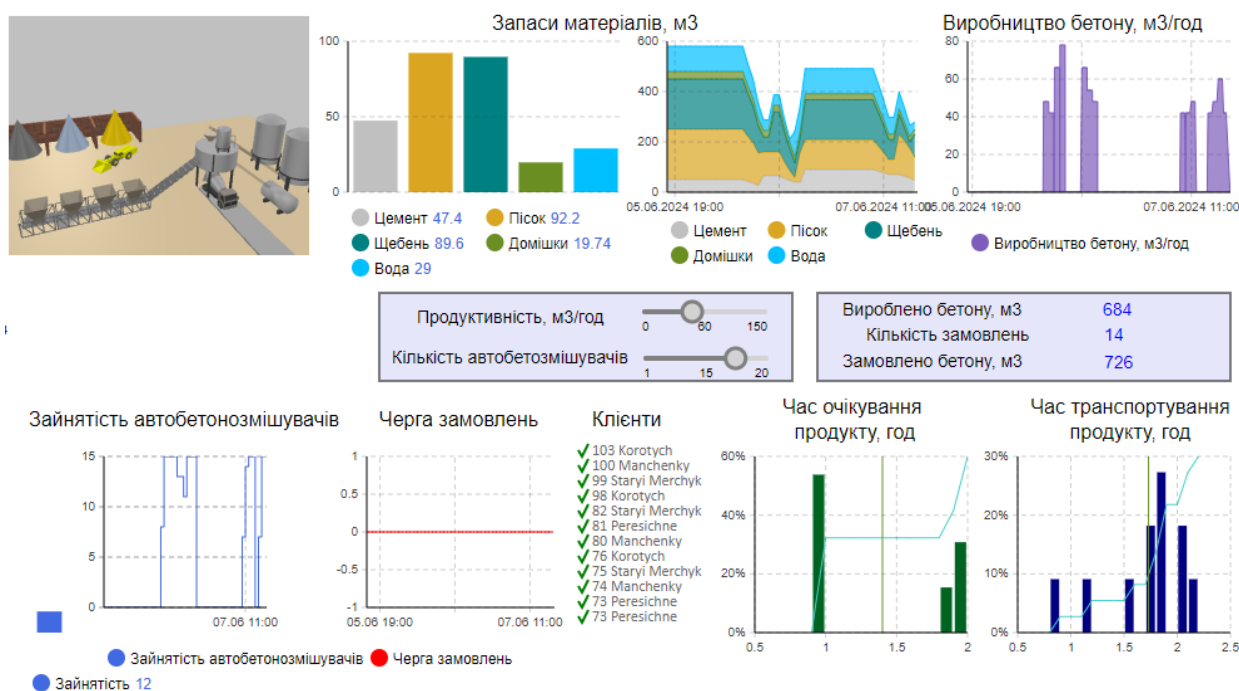 Запаси матеріалів, м3
Виробництво бетону, м3/год
100
50
0
600
400
200
0
05.06.2024 19:00
07.06.2024 11:00
80
60
40
20
0
05.06.2024 19:00
07.06.2024 11:00
Цемент 47.4
Пісок 92.2
Щебень 89.6
Домішки 19.74
Вода 29
Цемент
Пісок
Щебень
Домішки
Вода
Виробництво бетону, м3/год
Продуктивність, м3/год
0 60 150
Кількість автобетозмішувачів
1 15 20
Вироблено бетону, м3 684
Кількість замовлень 14
Замовлено бетону, м3 726
Зайнятість автобетонозмішувачів
15
10
5
0
07.06 11:00
Черга замовлень
1
0.5
0
-0.5
-1
05.06 19:00
07.06 11:00
Зайнятість автобетонозмішувачів
Черга замовлень
Зайнятість 12
Клієнти
103 Korotych
100 Manchenky
99 Staryi Merchyk
98 Korotych
82 Staryi Merchyk
81 Peresichne
80 Manchenky
76 Korotych
75 Staryi Merchyk
74 Manchenky
73 Peresichne
73 Peresichne
Час очікування
продукту, год
60%
40%
20%
0%
0.5 1 1.5 2
Час транспортування
продукту, год
30%
20%
10%
0%
0.5 1 1.5 2 2.5